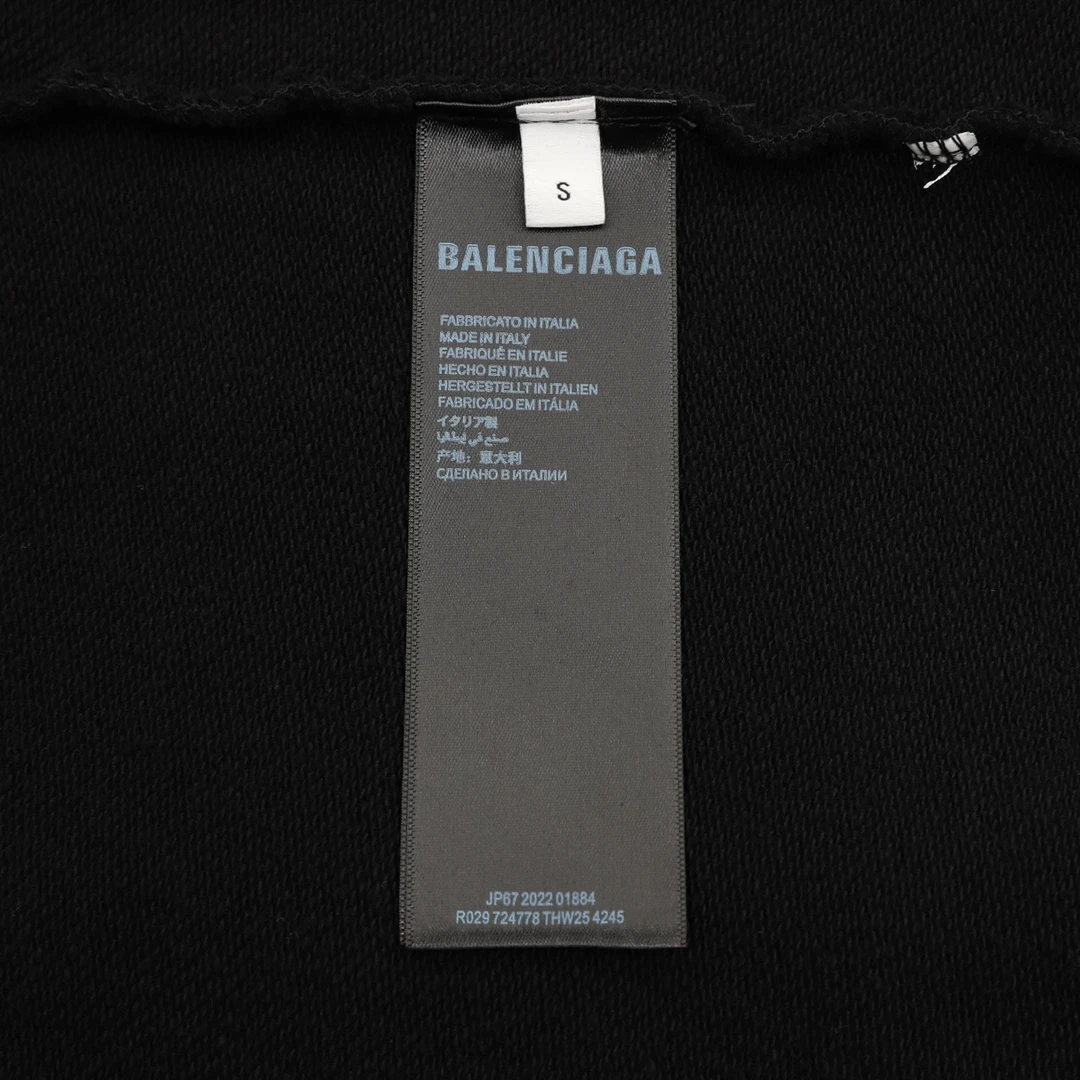 S
BALENCIAGA
FABBRICATO IN ITALIA
MADE IN ITALY
FABRIQUÉ EN ITALIE
HECHO EN ITALIA
HERGESTELLT IN ITALIEN
FABRICADO EM ITÁLIA
イタリア製
صنع في إيطاليا
产地：意大利
СДЕЛАНО В ИТАЛИИ
JP67 2022 01884
R029 724778 THW25 4245